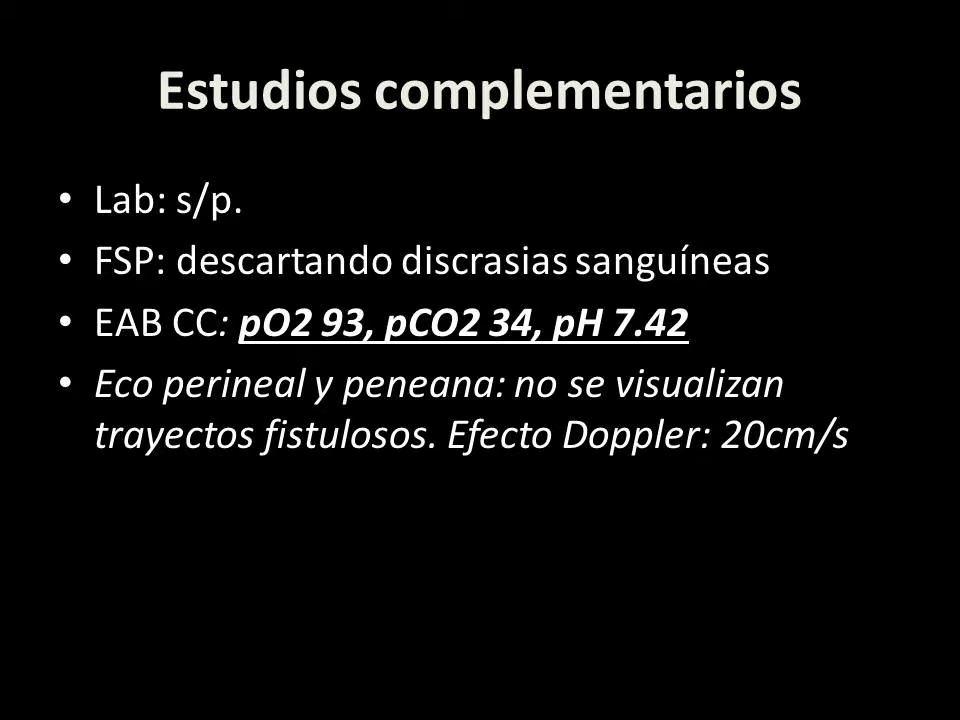 Estudios complementarios
• Lab: s/p.
• FSP: descartando discrasias sanguíneas
• EAB CC: pO2 93, pCO2 34, pH 7.42
• Eco perineal y peneana: no se visualizan
trayectos fistulosos. Efecto Doppler: 20cm/s